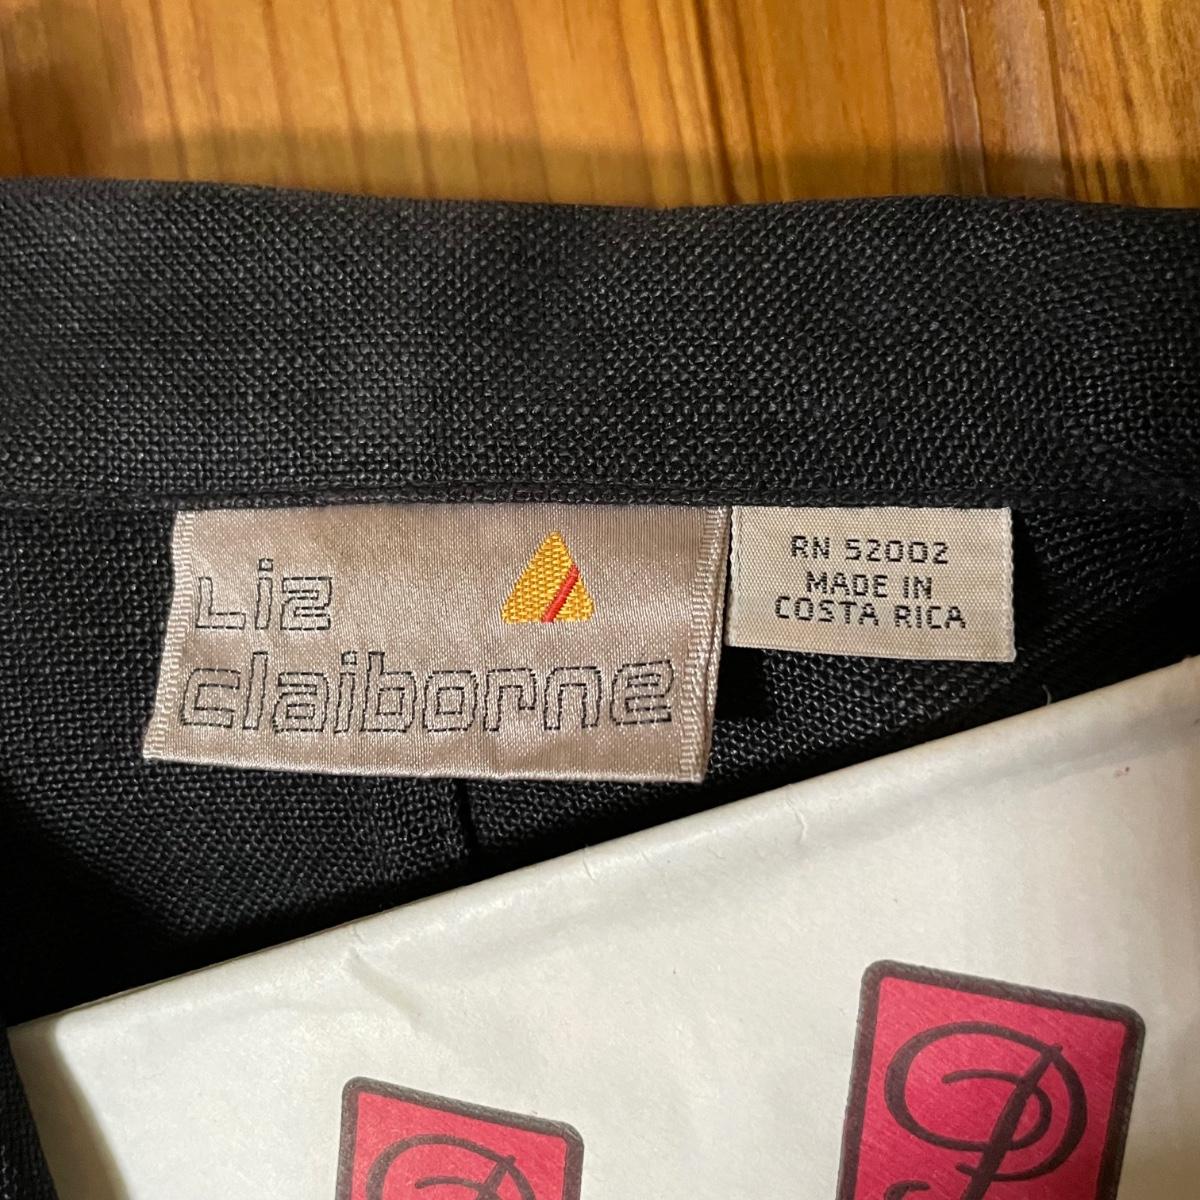 Liz
claiborne
RN 52002
MADE IN
COSTA RICA
P
P